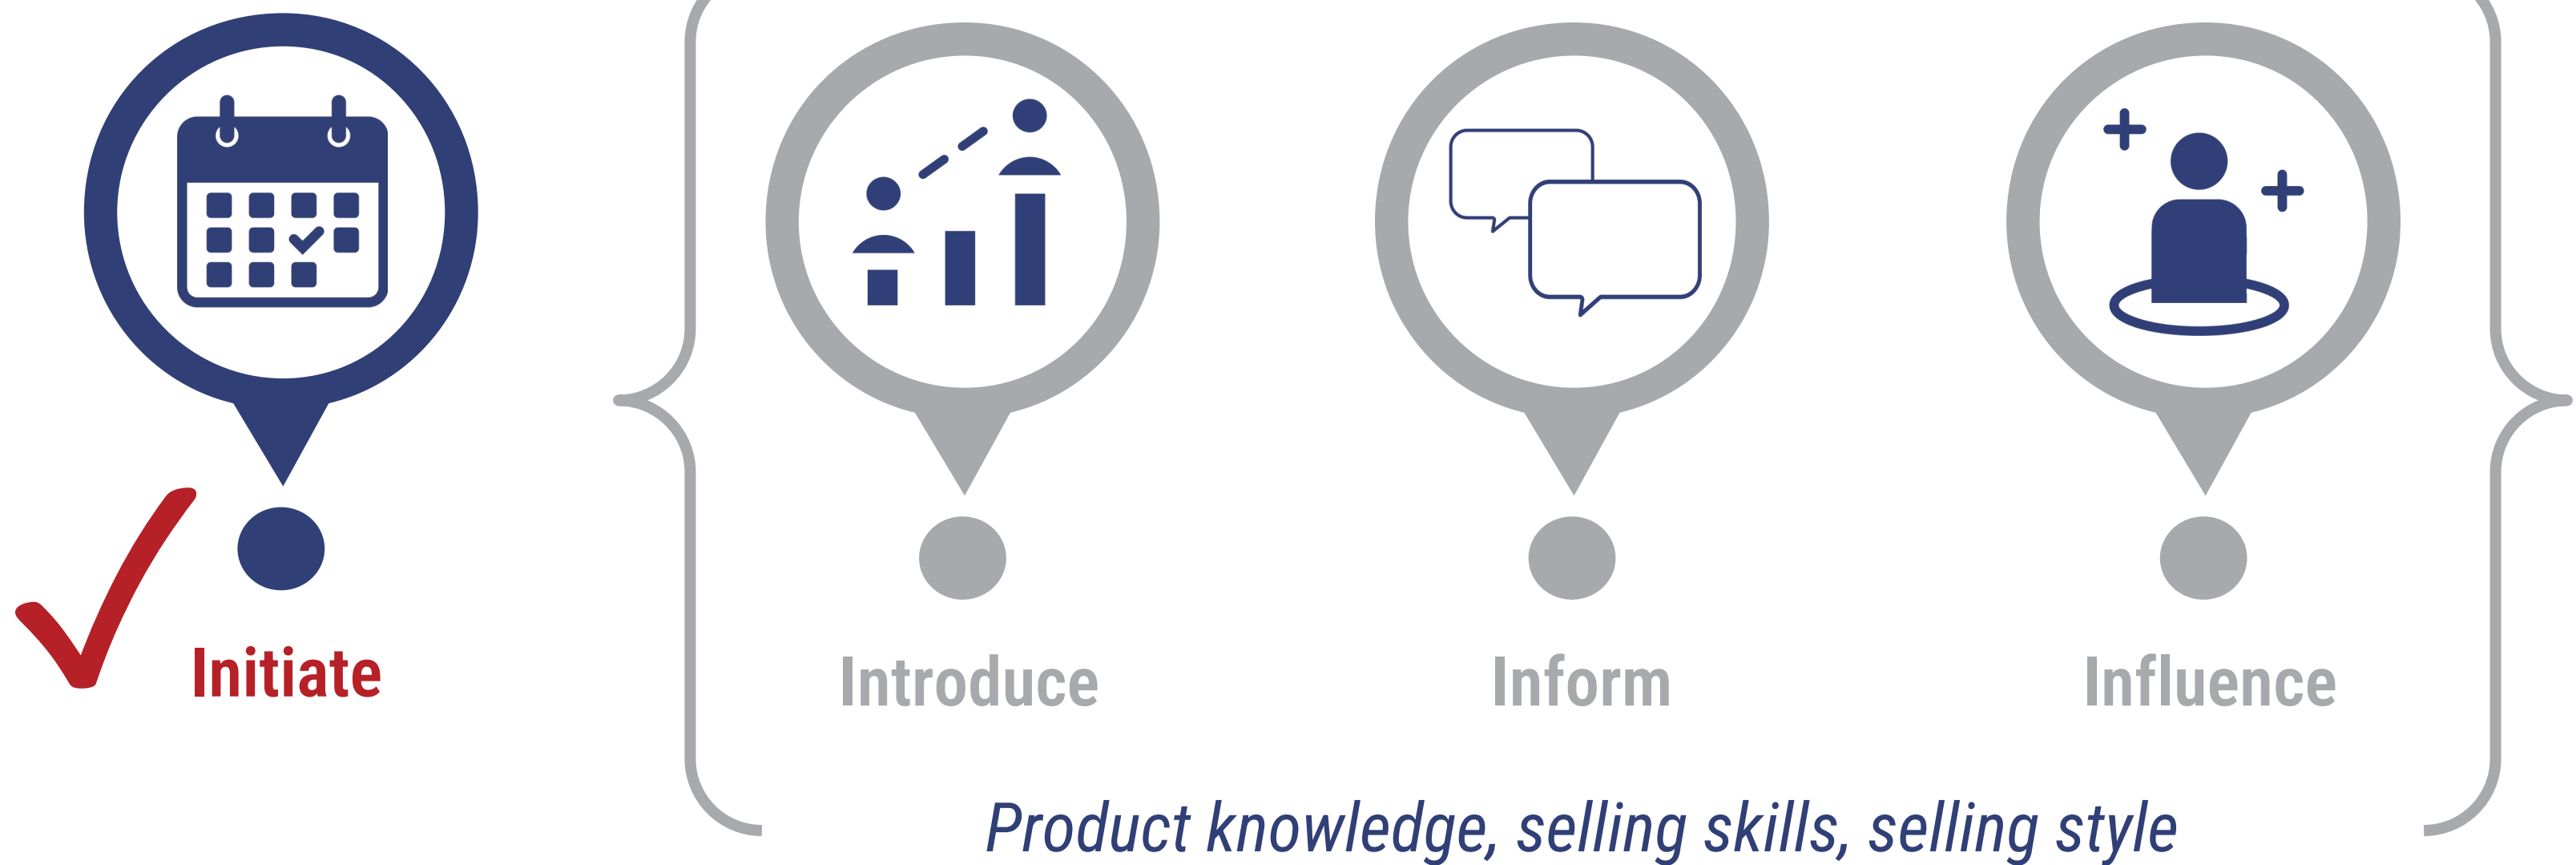 Initiate
Introduce
Inform
Influence
Product knowledge, selling skills, selling style